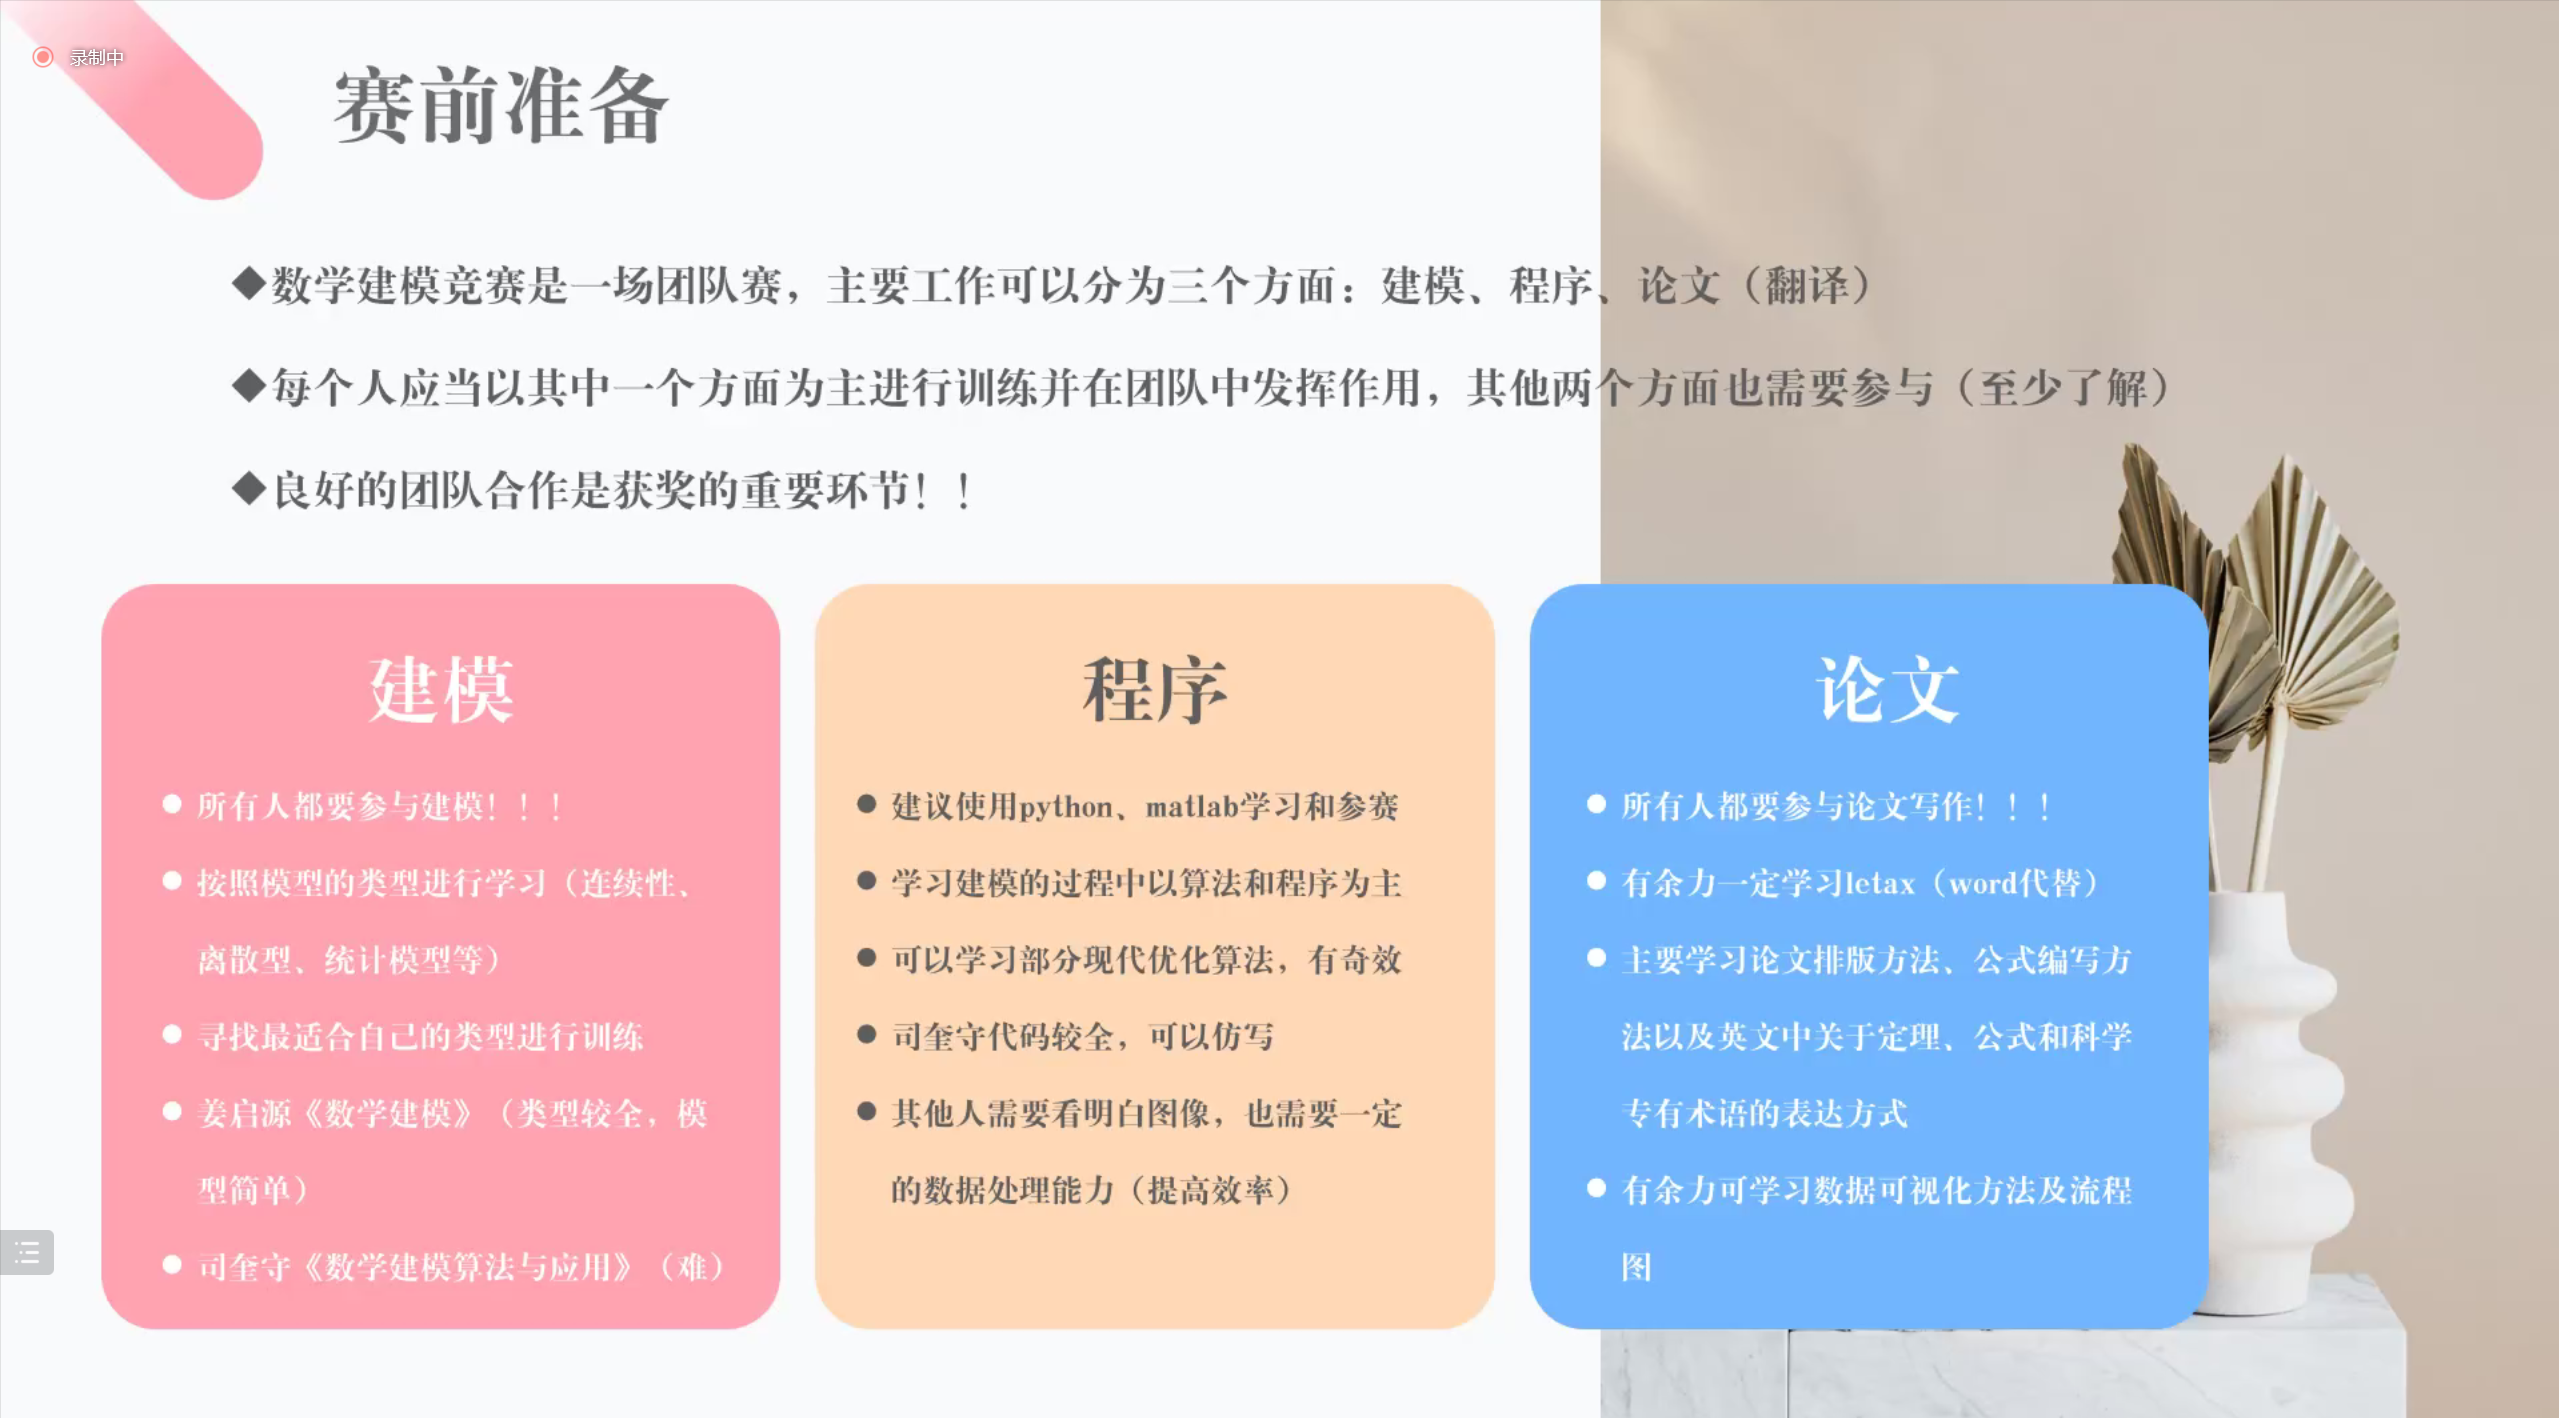 录制中
赛前准备
◆数学建模竞赛是一场团队赛，主要工作可以分为三个方面：建模、程序、论文（翻译）
◆每个人应当以其中一个方面为主进行训练并在团队中发挥作用，其他两个方面也需要参与（至少了解）
◆良好的团队合作是获奖的重要环节！！
建模
● 所有人都要参与建模！！！
● 按照模型的类型进行学习（连续性、
离散型、统计模型等）
● 寻找最适合自己的类型进行训练
● 姜启源《数学建模》（类型较全，模
型简单）
● 司奎守《数学建模算法与应用》（难）
程序
● 建议使用python、matlab学习和参赛
● 学习建模的过程中以算法和程序为主
● 可以学习部分现代优化算法，有奇效
● 司奎守代码较全，可以仿写
● 其他人需要看明白图像，也需要一定
的数据处理能力（提高效率）
论文
● 所有人都要参与论文写作！！！
● 有余力一定学习letax（word代替）
● 主要学习论文排版方法、公式编写方
法以及英文中关于定理、公式和科学
专有术语的表达方式
● 有余力可学习数据可视化方法及流程
图